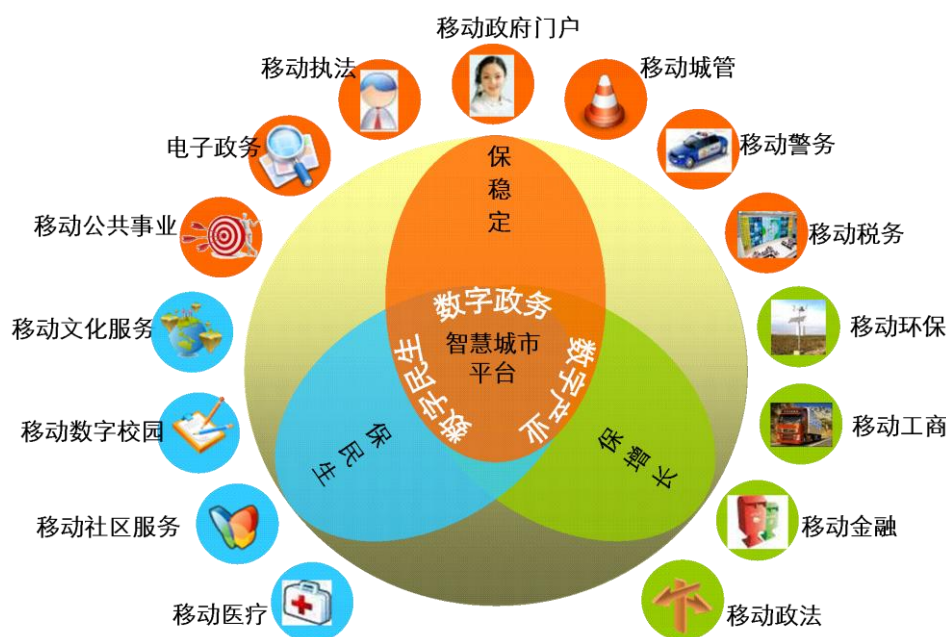 移动政府门户
移动执法
移动城管
电子政务
移动警务
移动公共事业
移动税务
移动文化服务
移动环保
移动数字校园
移动工商
移动社区服务
移动金融
移动医疗
移动政法
保稳定
数字政务
数字民生
数字产业
智慧城市
平台
保民生
保增长